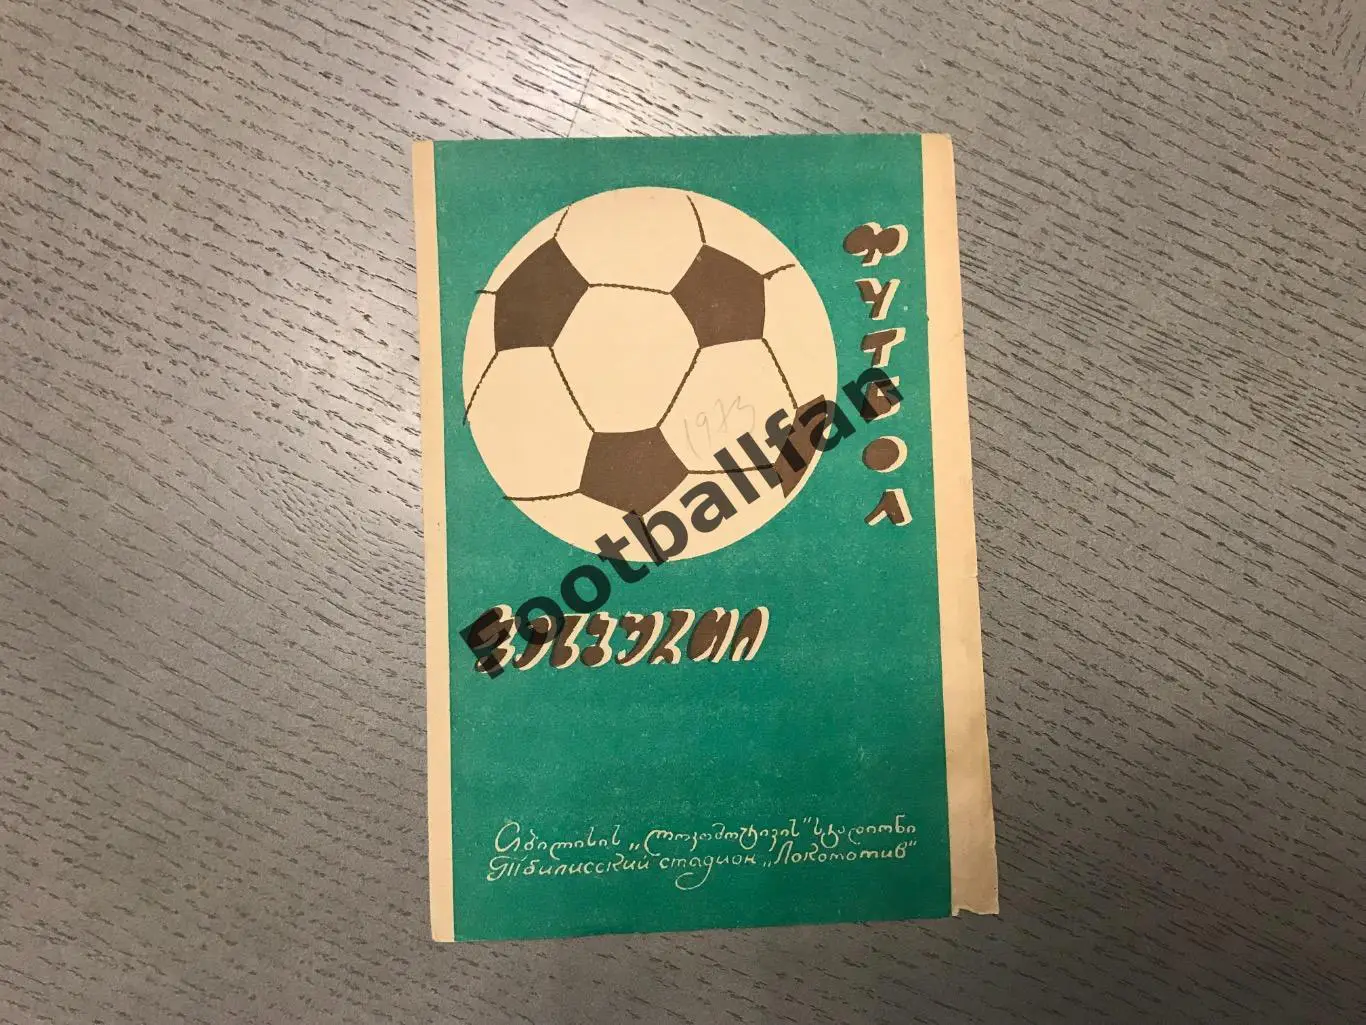 ФУТБОЛ
1973
Footballfan
ფეხბურთი
თბილისის „ლოკომოტივის“ სტადიონი
Тбилисский стадион „Локомотив“